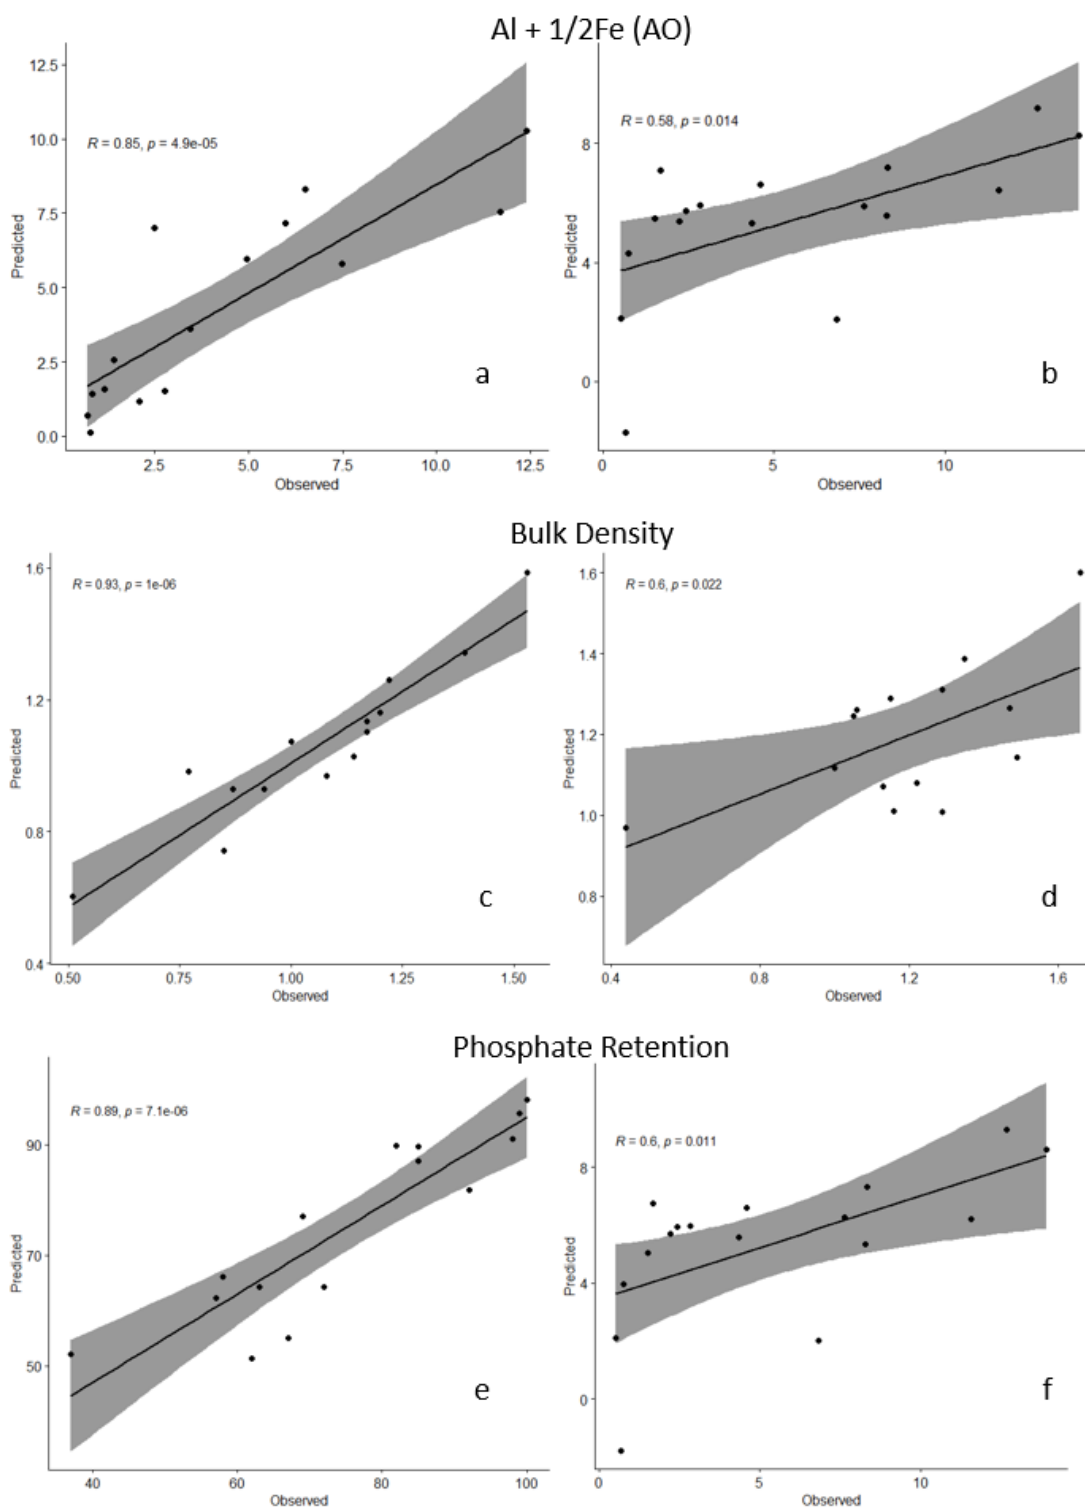 Al + 1/2Fe (AO)
12.5
10.0
7.5
5.0
2.5
0.0
Predicted
R = 0.85, p = 4.9e-05
a
2.5
5.0
7.5
10.0
12.5
Observed
8
4
0
Predicted
R = 0.58, p = 0.014
b
0
5
10
Observed
Bulk Density
1.6
1.2
0.8
0.4
Predicted
R = 0.93, p = 1e-06
c
0.50
0.75
1.00
1.25
1.50
Observed
1.6
1.4
1.2
1.0
0.8
Predicted
R = 0.6, p = 0.022
d
0.4
0.8
1.2
1.6
Observed
Phosphate Retention
90
70
50
Predicted
R = 0.89, p = 7.1e-06
e
40
60
80
100
Observed
8
4
0
Predicted
R = 0.6, p = 0.011
f
0
5
10
Observed